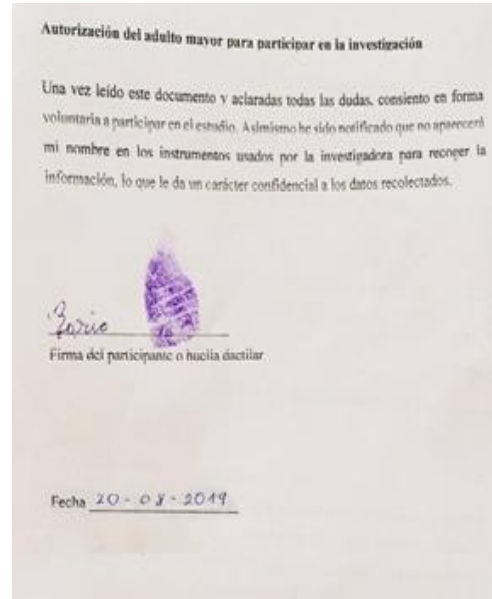 Autorización del adulto mayor para participar en la investigación
Una vez leído este documento y aclaradas todas las dudas, consiento en forma
voluntaria a participar en el estudio. Asimismo he sido notificado que no aparecerá
mi nombre en los instrumentos usados por la investigadora para recoger la
información, lo que le da un carácter confidencial a los datos recolectados.
Firma del participante o huella dactilar
Fecha 20-08-2019